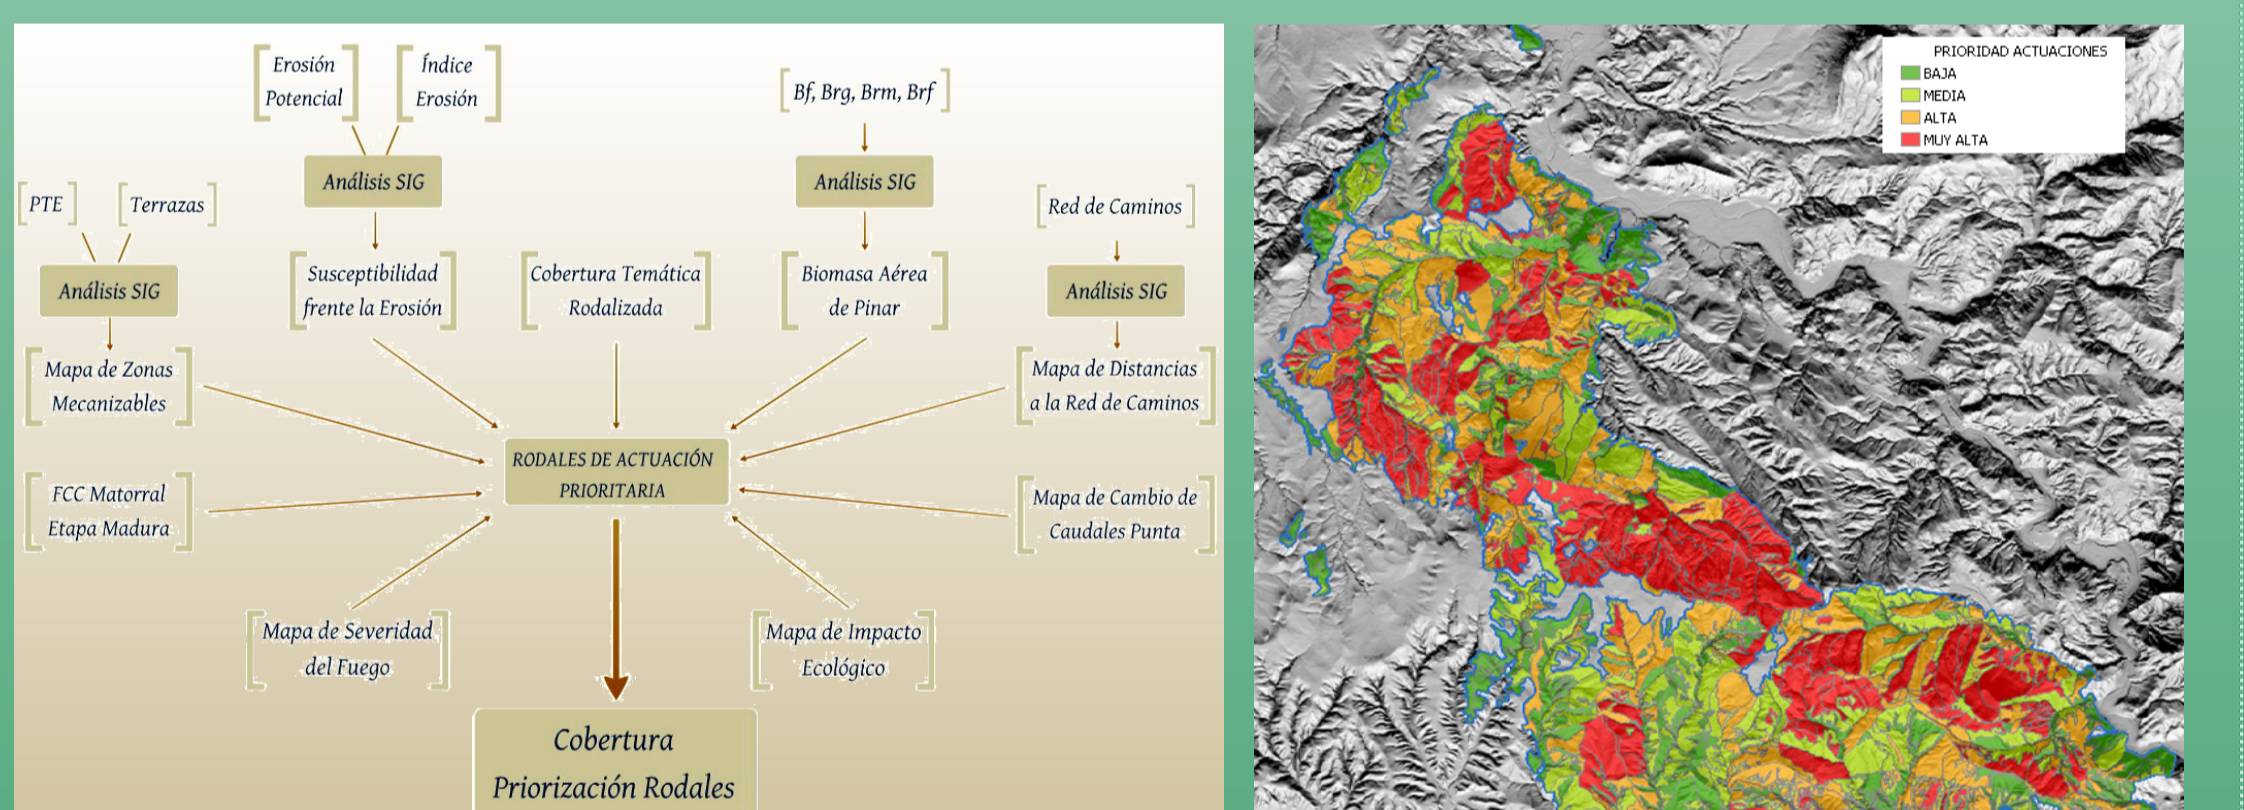 Erosión
Potencial
Índice
Erosión
Bf, Brg, Brm, Brf
Análisis SIG
Análisis SIG
PTE
Terrazas
Red de Caminos
Análisis SIG
Susceptibilidad
frente la Erosión
Cobertura Temática
Rodalizada
Biomasa Aérea
de Pinar
Análisis SIG
Mapa de Zonas
Mecanizables
Mapa de Distancias
a la Red de Caminos
RODALES DE ACTUACIÓN
PRIORITARIA
FCC Matorral
Etapa Madura
Mapa de Cambio de
Caudales Punta
Mapa de Severidad
del Fuego
Mapa de Impacto
Ecológico
Cobertura
Priorización Rodales
PRIORIDAD ACTUACIONES
BAJA
MEDIA
ALTA
MUY ALTA